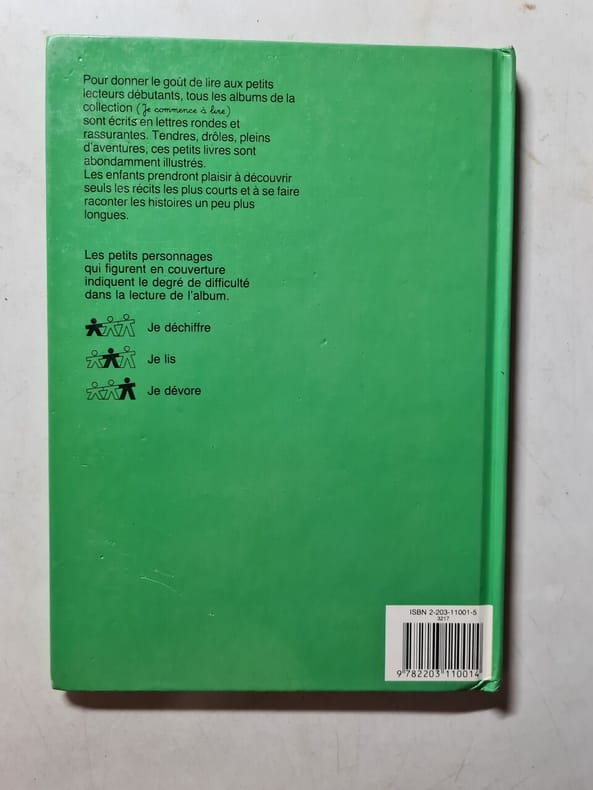 Pour donner le goût de lire aux petits
lecteurs débutants, tous les albums de la
collection (Je commence à lire)
sont écrits en lettres rondes et
rassurantes. Tendres, drôles, pleins
d'aventures, ces petits livres sont
abondamment illustrés.
Les enfants prendront plaisir à découvrir
seuls les récits les plus courts et à se faire
raconter les histoires un peu plus
longues.
Les petits personnages
qui figurent en couverture
indiquent le degré de difficulté
dans la lecture de l'album.
Je déchiffre
Je lis
Je dévore
ISBN 2-203-11001-5
3217
9 782203 110014